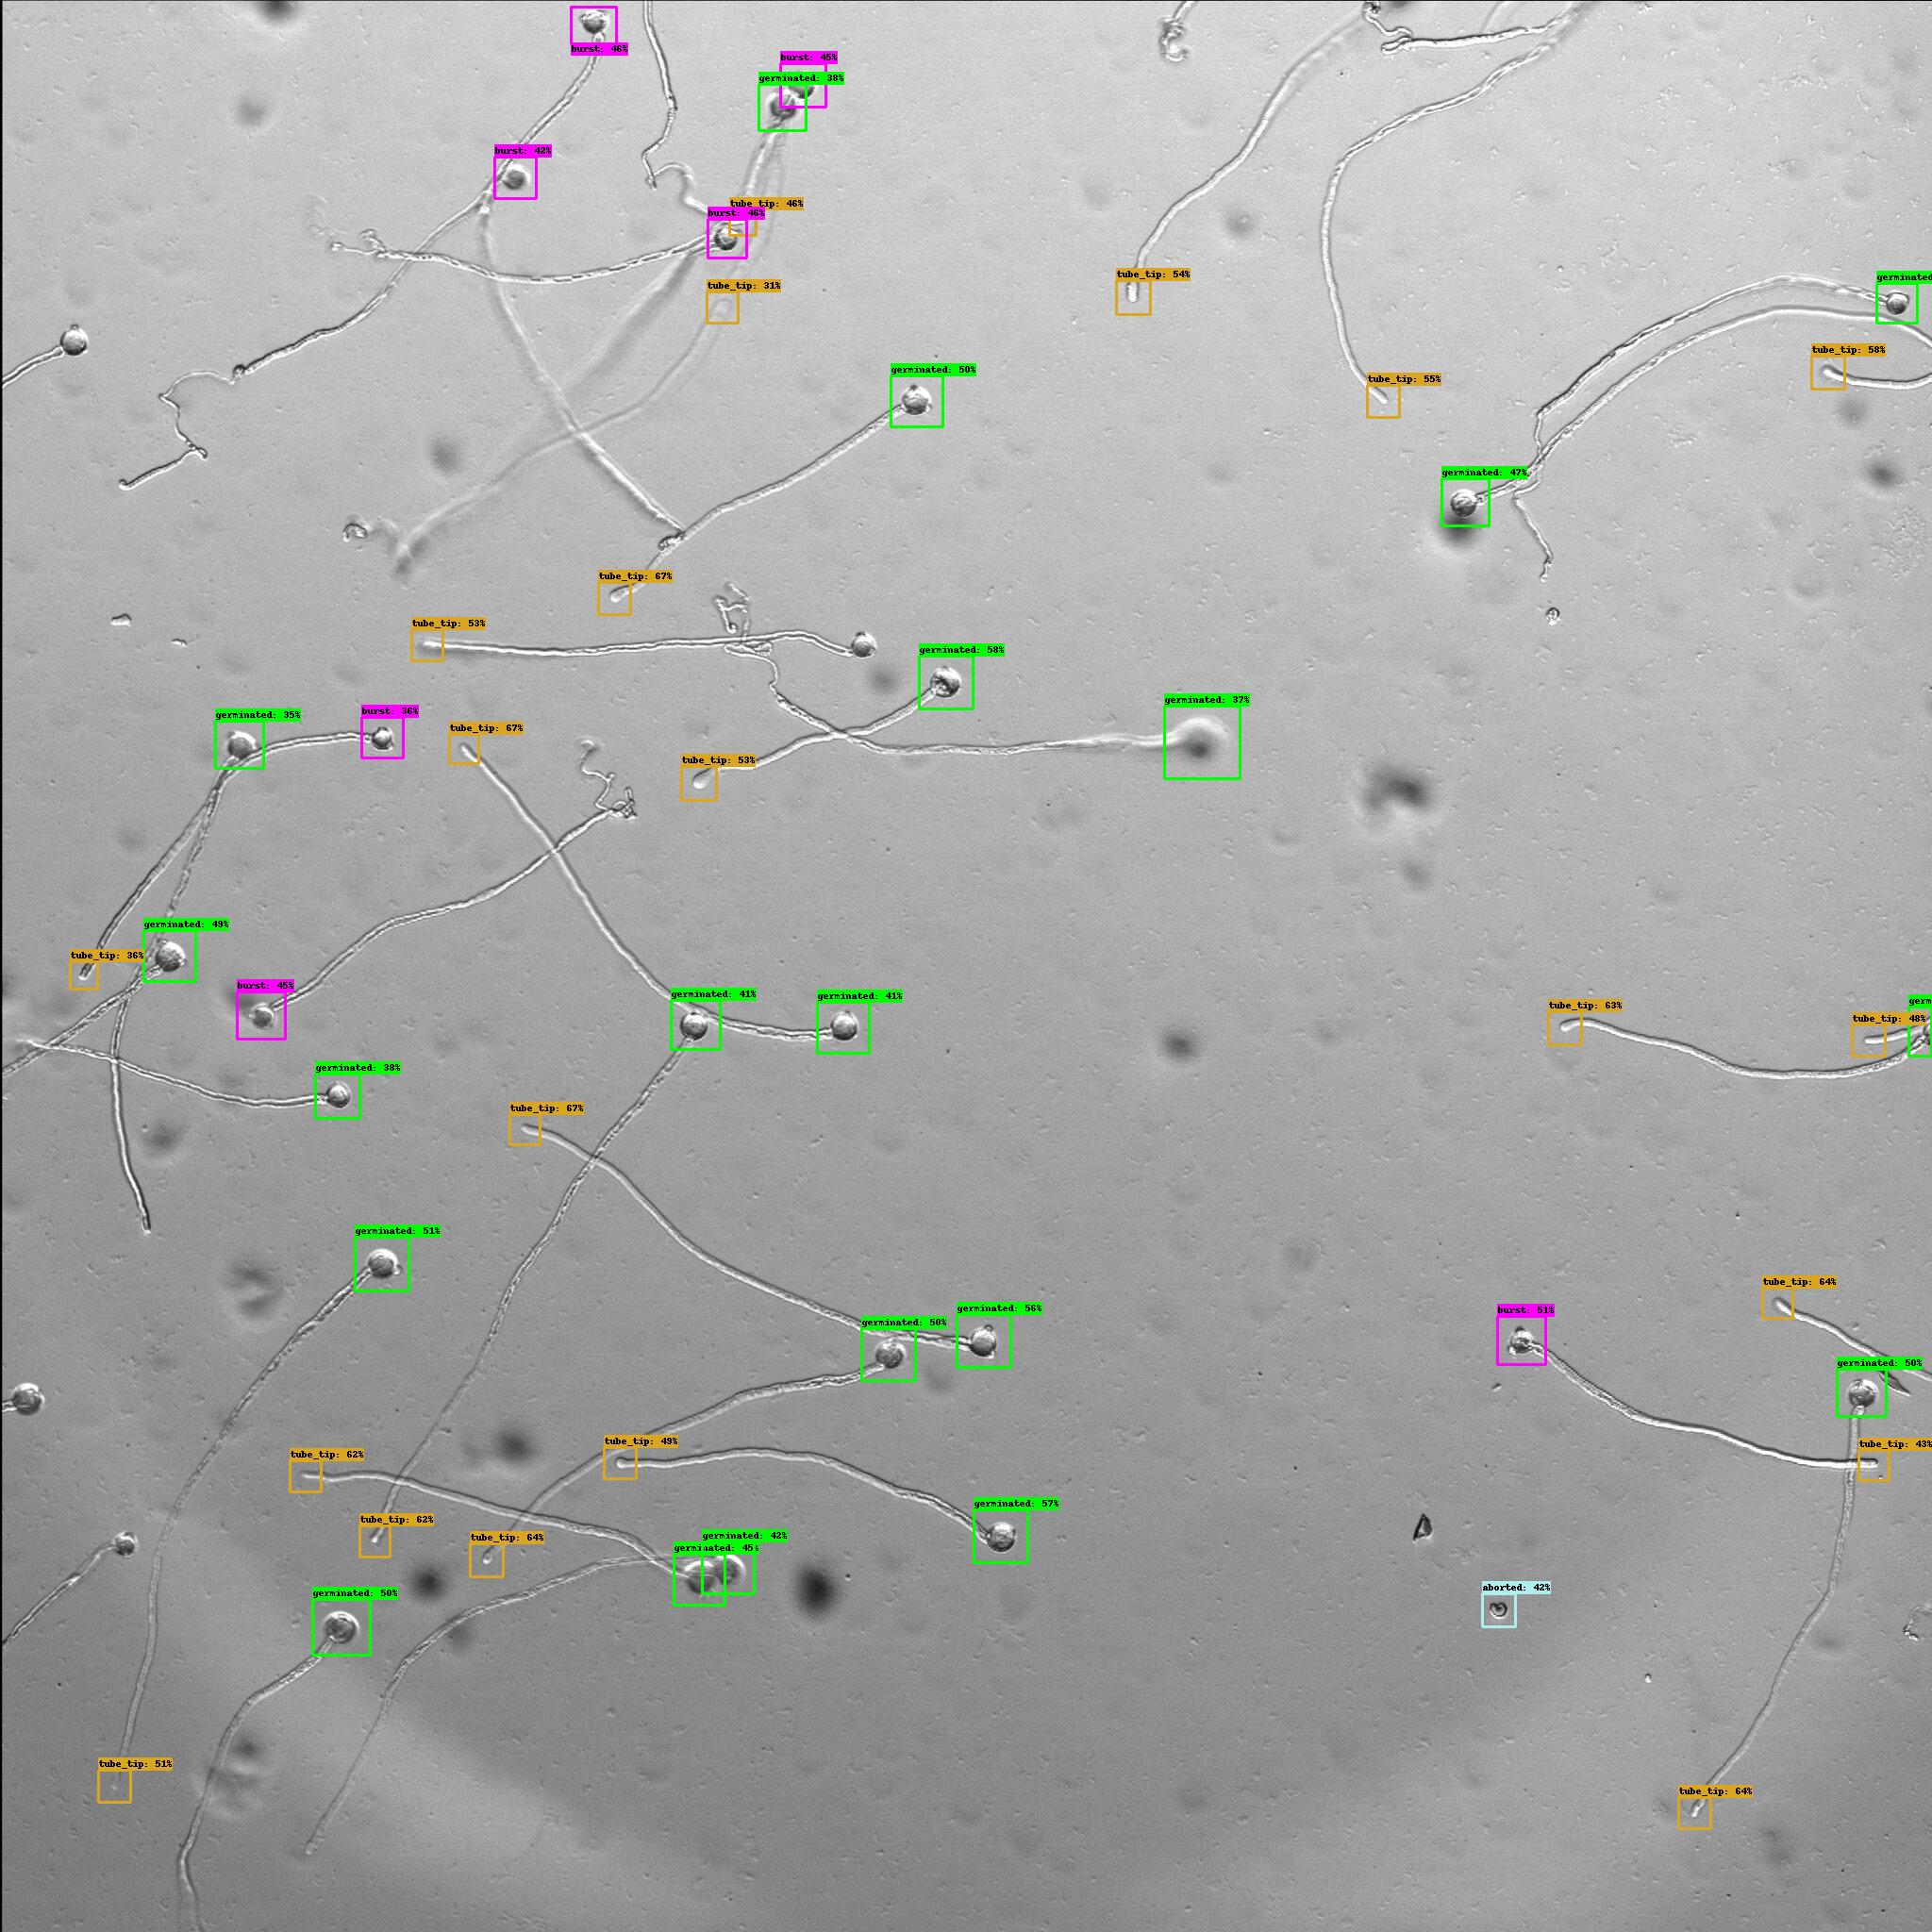 burst: 46%
burst: 45%
germinated: 38%
burst: 42%
tube_tip: 46%
burst: 46%
tube_tip: 54%
germinated
tube_tip: 31%
tube_tip: 58%
germinated: 50%
tube_tip: 55%
germinated: 47%
tube_tip: 67%
tube_tip: 53%
germinated: 58%
germinated: 37%
germinated: 35%
burst: 36%
tube_tip: 67%
tube_tip: 53%
germinated: 49%
tube_tip: 36%
burst: 45%
germinated: 41%
germinated: 41%
germ
tube_tip: 63%
tube_tip: 48%
germinated: 38%
tube_tip: 67%
germinated: 51%
tube_tip: 64%
germinated: 56%
burst: 51%
germinated: 50%
germinated: 50%
tube_tip: 49%
tube_tip: 43%
tube_tip: 62%
germinated: 57%
tube_tip: 62%
tube_tip: 64%
germinated: 42%
germinated: 45%
aborted: 42%
germinated: 50%
tube_tip: 51%
tube_tip: 64%